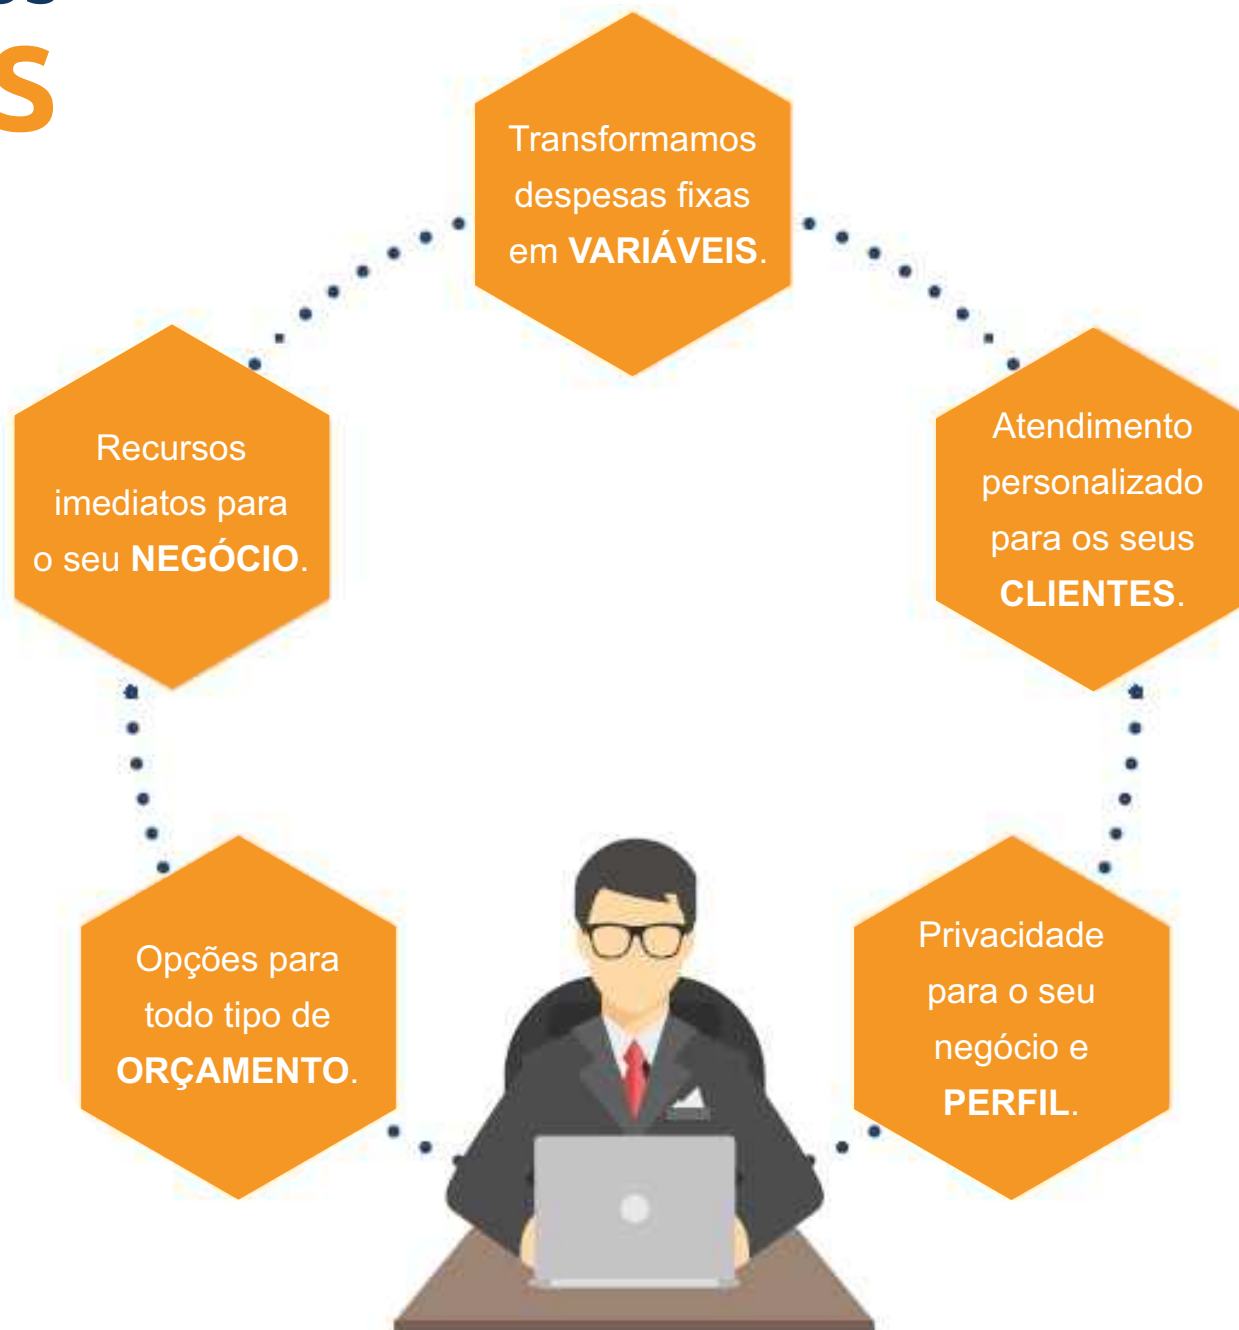 S
Transformamos
despesas fixas
em VARIÁVEIS.
Recursos
imediatos para
o seu NEGÓCIO.
Atendimento
personalizado
para os seus
CLIENTES.
Opções para
todo tipo de
ORÇAMENTO.
Privacidade
para o seu
negócio e
PERFIL.